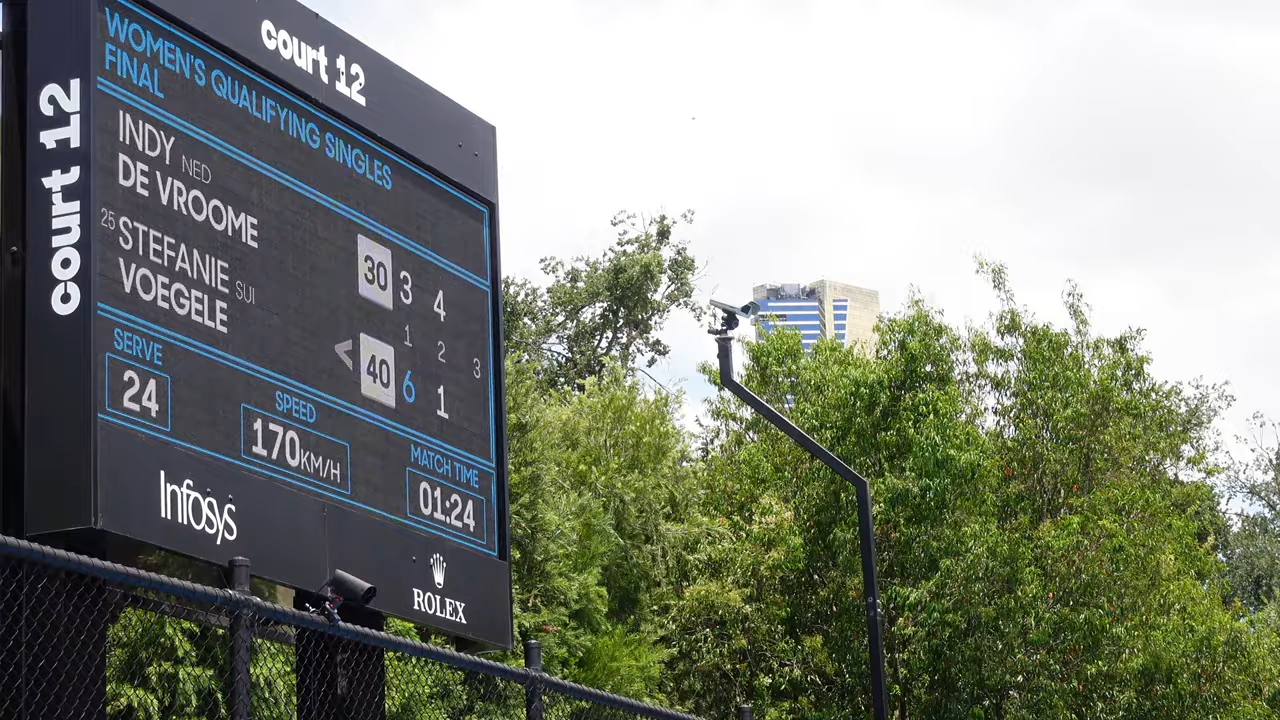 court 12
court 12
WOMEN'S QUALIFYING SINGLES
FINAL
INDY NED
DE VROOME
30 3 4
25 STEFANIE
VOEGELE SUI
1 2 3
< 40 6 1
SERVE
24
SPEED
170KM/H
MATCH TIME
01:24
Infosys
ROLEX